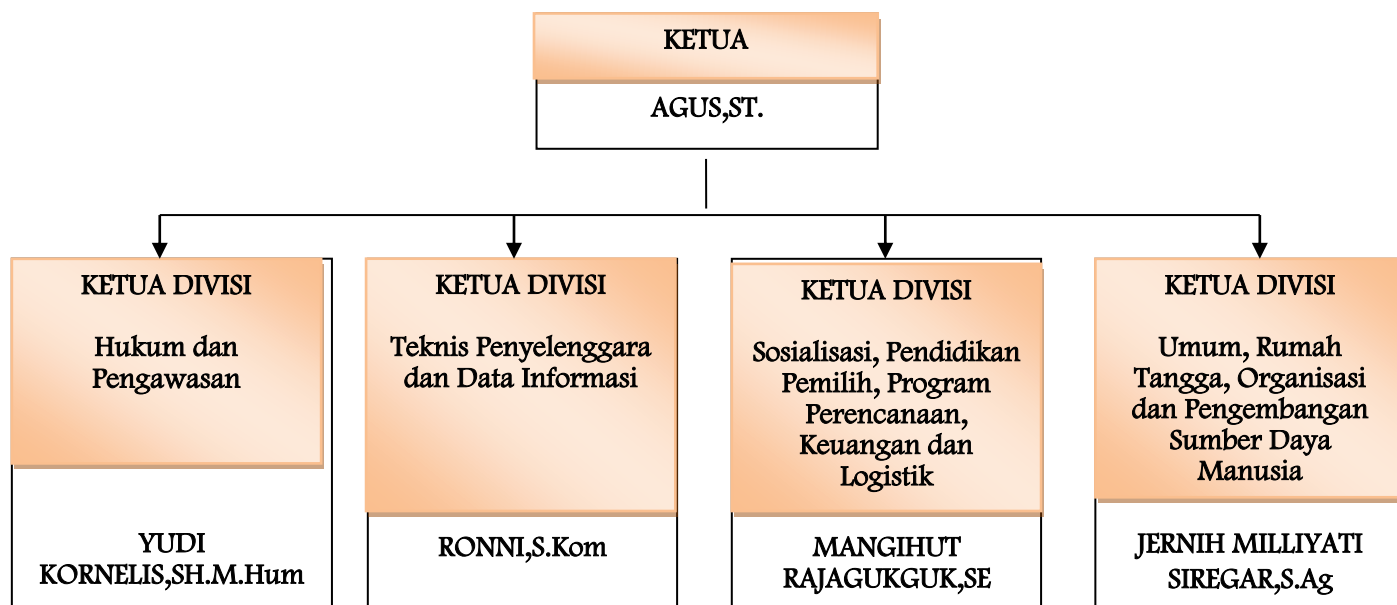 KETUA
AGUS,ST.
KETUA DIVISI
Hukum dan
Pengawasan
YUDI
KORNELIS,SH.M.Hum
KETUA DIVISI
Teknis Penyelenggara
dan Data Informasi
RONNI,S.Kom
KETUA DIVISI
Sosialisasi, Pendidikan
Pemilih, Program
Perencanaan,
Keuangan dan
Logistik
MANGIHUT
RAJAGUKGUK,SE
KETUA DIVISI
Umum, Rumah
Tangga, Organisasi
dan Pengembangan
Sumber Daya
Manusia
JERNIH MILLIYATI
SIREGAR,S.Ag